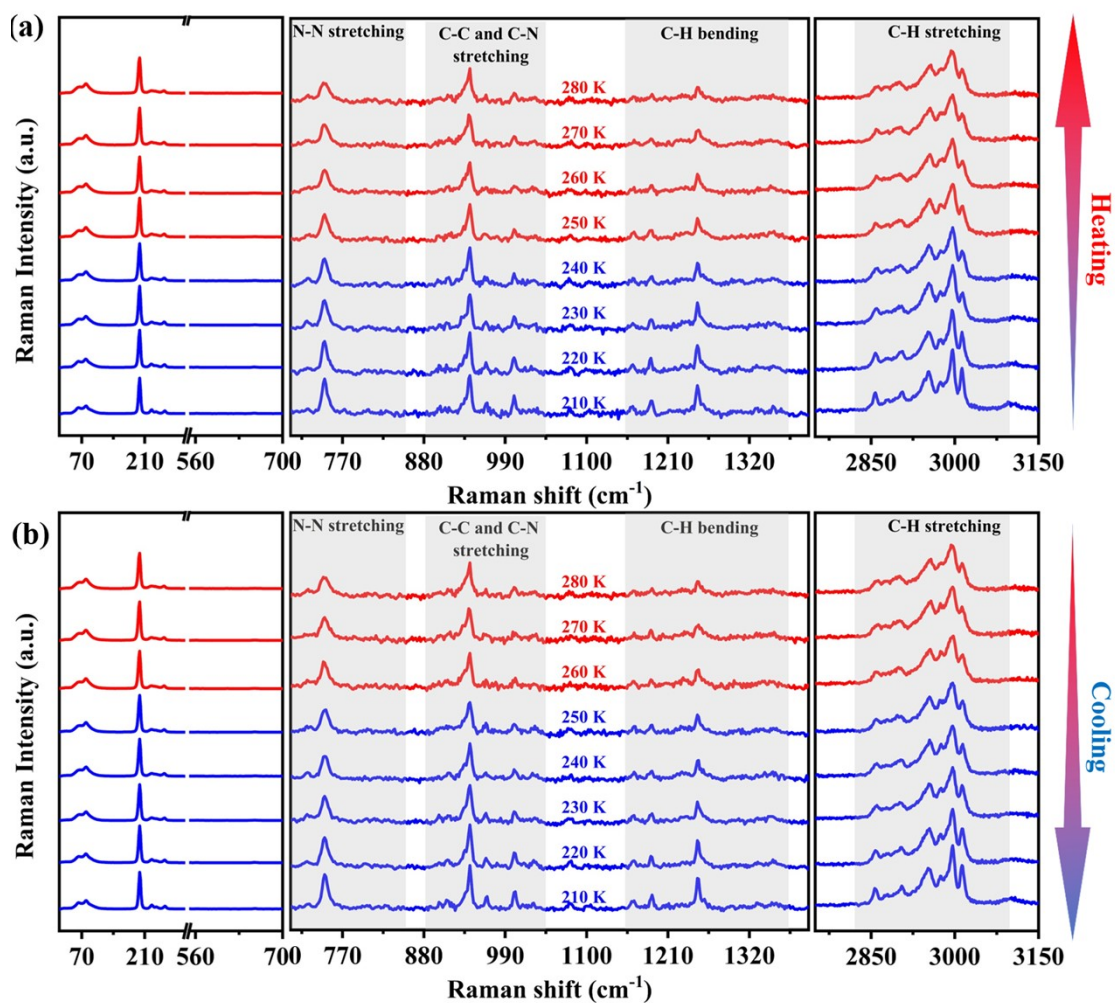 (a)
N-N stretching
C-C and C-N
stretching
C-H bending
C-H stretching
280 K
270 K
260 K
250 K
240 K
230 K
220 K
210 K
Raman Intensity (a.u.)
Heating
70 210 560 700 770 880 990 1100 1210 1320 2850 3000 3150
Raman shift (cm-1)
(b)
N-N stretching
C-C and C-N
stretching
C-H bending
C-H stretching
280 K
270 K
260 K
250 K
240 K
230 K
220 K
210 K
Raman Intensity (a.u.)
Cooling
70 210 560 700 770 880 990 1100 1210 1320 2850 3000 3150
Raman shift (cm-1)